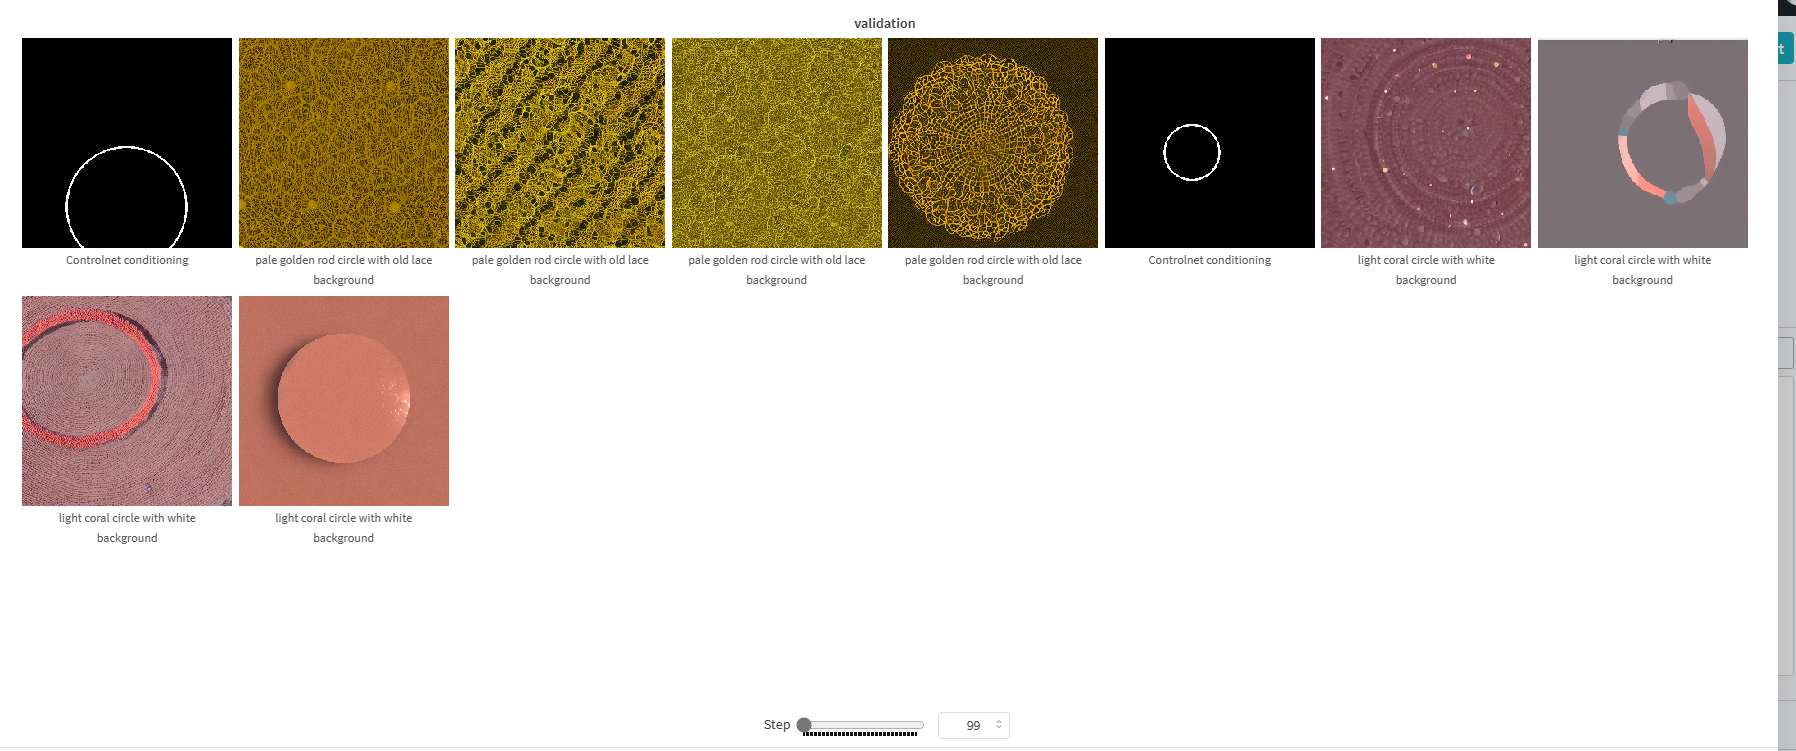 validation
Controlnet conditioning
pale golden rod circle with old lace
background
pale golden rod circle with old lace
background
pale golden rod circle with old lace
background
pale golden rod circle with old lace
background
Controlnet conditioning
light coral circle with white
background
light coral circle with white
background
light coral circle with white
background
light coral circle with white
background
Step 99
t